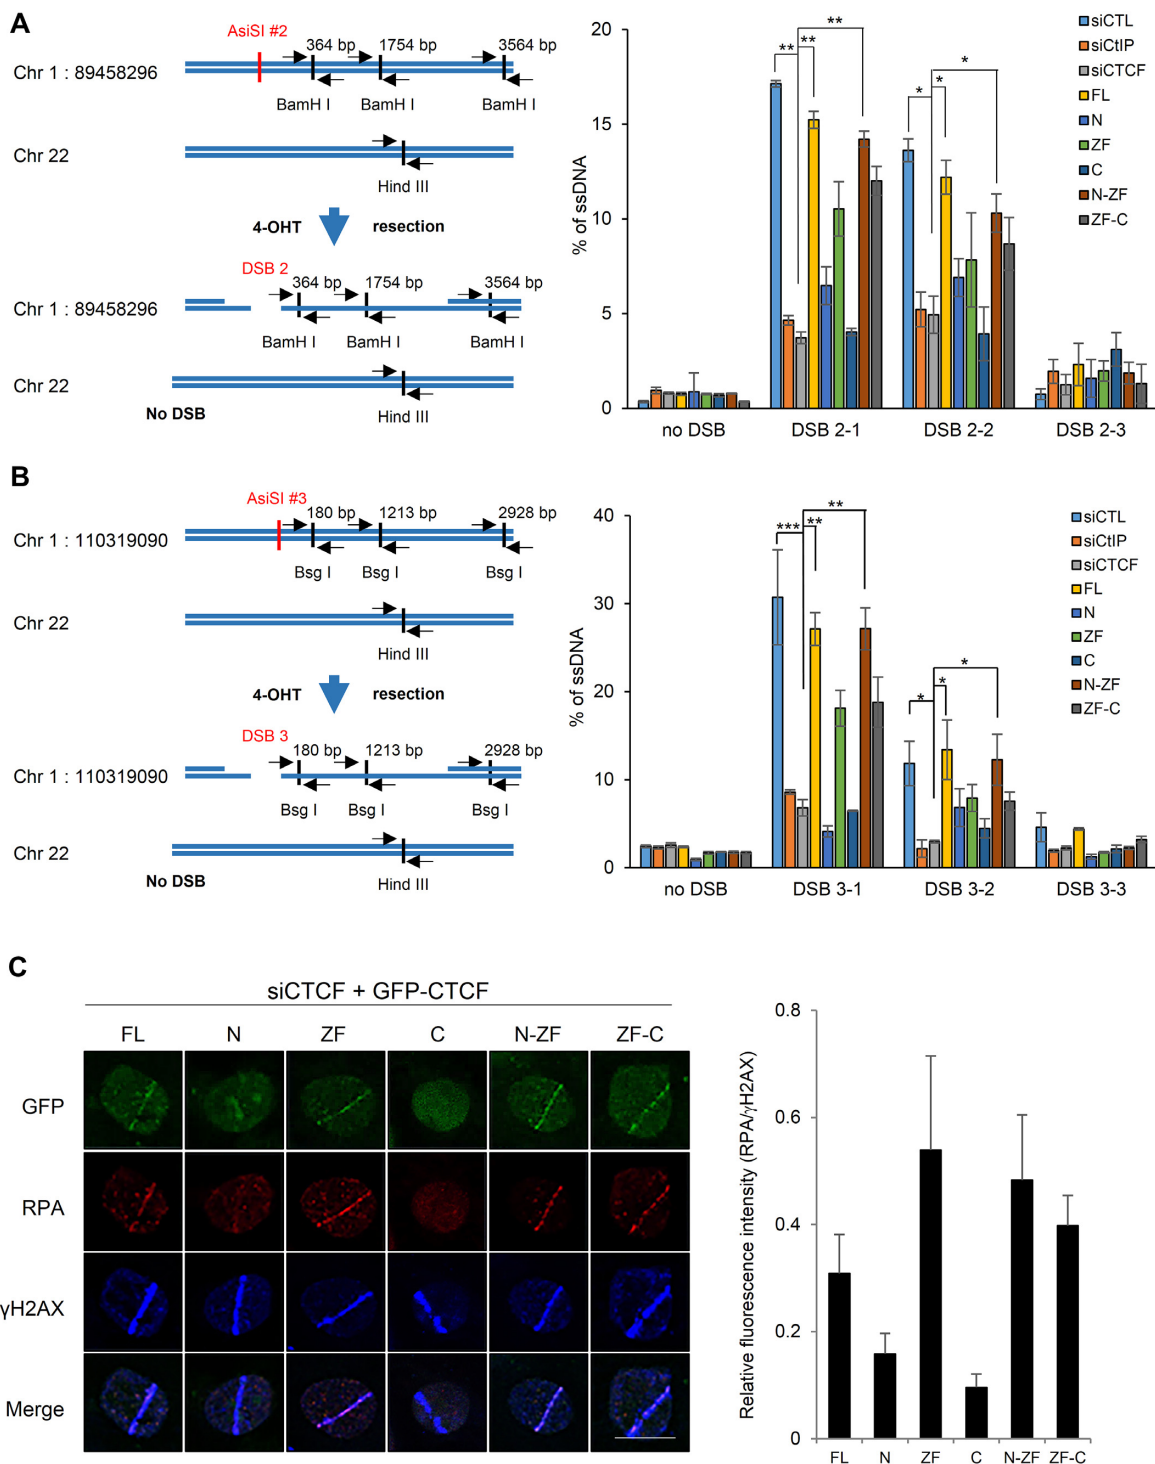 A
AsiSI #2
364 bp 1754 bp 3564 bp
Chr 1 : 89458296
BamH I BamH I BamH I
Chr 22
Hind III
4-OHT resection
DSB 2
364 bp 1754 bp 3564 bp
Chr 1 : 89458296
BamH I BamH I BamH I
Chr 22
No DSB
Hind III
% of ssDNA
20
15
10
5
0
** ** **
* * *
no DSB DSB 2-1 DSB 2-2 DSB 2-3
siCTL
siCtIP
siCTCF
FL
N
ZF
C
N-ZF
ZF-C
B
AsiSI #3
180 bp 1213 bp 2928 bp
Chr 1 : 110319090
Bsg I Bsg I Bsg I
Chr 22
Hind III
4-OHT resection
DSB 3
180 bp 1213 bp 2928 bp
Chr 1 : 110319090
Bsg I Bsg I Bsg I
Chr 22
No DSB
Hind III
% of ssDNA
40
30
20
10
0
*** ** **
* * *
no DSB DSB 3-1 DSB 3-2 DSB 3-3
siCTL
siCtIP
siCTCF
FL
N
ZF
C
N-ZF
ZF-C
C
siCTCF + GFP-CTCF
FL N ZF C N-ZF ZF-C
GFP
RPA
γH2AX
Merge
Relative fluorescence intensity (RPA/γH2AX)
0.8
0.6
0.4
0.2
0
FL N ZF C N-ZF ZF-C